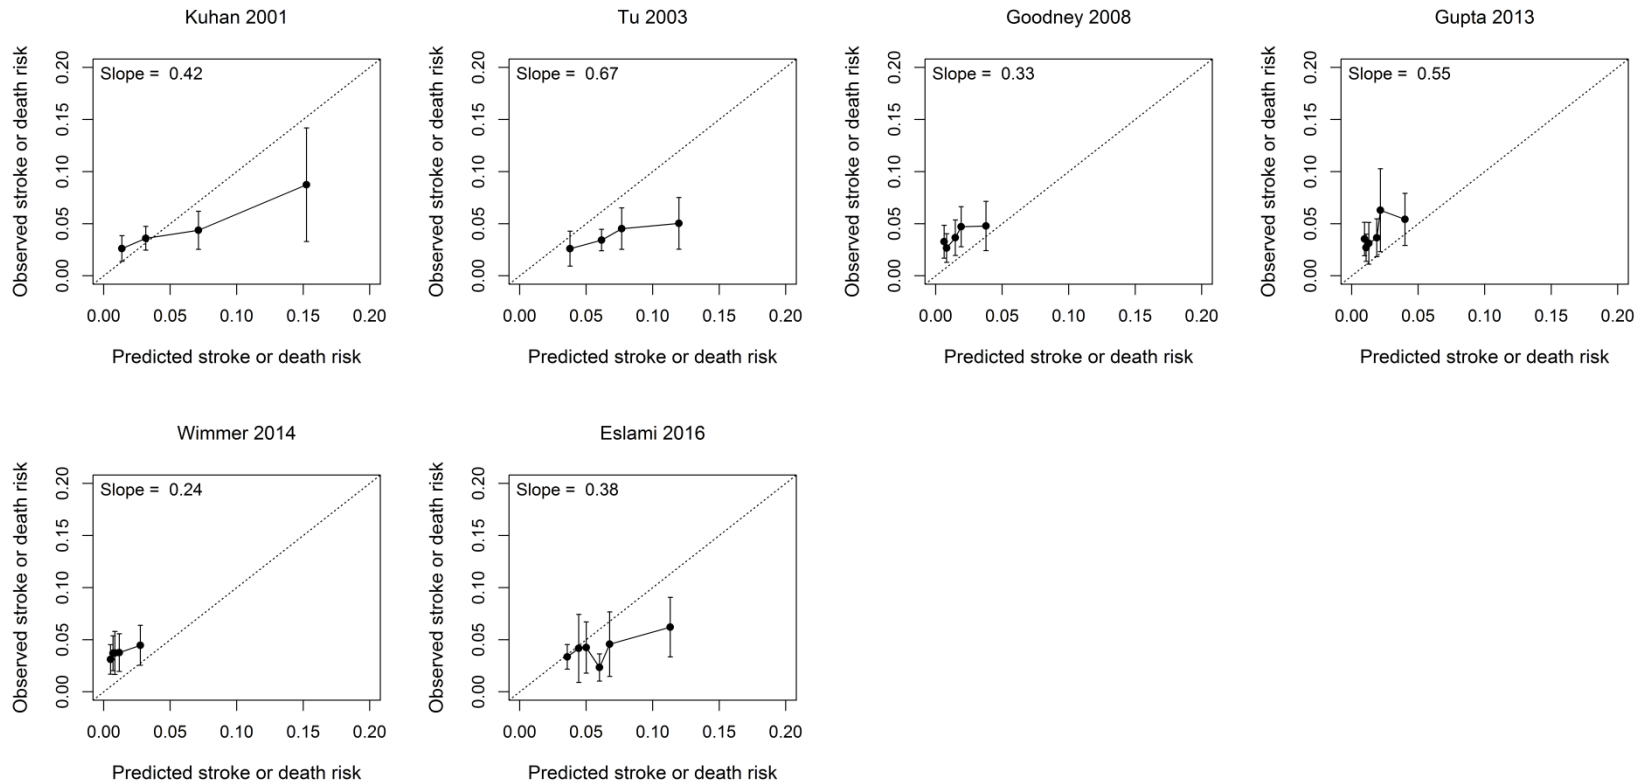 Kuhan 2001
Slope = 0.42
Observed stroke or death risk
0.20
0.15
0.10
0.05
0.00
0.00 0.05 0.10 0.15 0.20
Predicted stroke or death risk
Tu 2003
Slope = 0.67
Observed stroke or death risk
0.20
0.15
0.10
0.05
0.00
0.00 0.05 0.10 0.15 0.20
Predicted stroke or death risk
Goodney 2008
Slope = 0.33
Observed stroke or death risk
0.20
0.15
0.10
0.05
0.00
0.00 0.05 0.10 0.15 0.20
Predicted stroke or death risk
Gupta 2013
Slope = 0.55
Observed stroke or death risk
0.20
0.15
0.10
0.05
0.00
0.00 0.05 0.10 0.15 0.20
Predicted stroke or death risk
Wimmer 2014
Slope = 0.24
Observed stroke or death risk
0.20
0.15
0.10
0.05
0.00
0.00 0.05 0.10 0.15 0.20
Predicted stroke or death risk
Eslami 2016
Slope = 0.38
Observed stroke or death risk
0.20
0.15
0.10
0.05
0.00
0.00 0.05 0.10 0.15 0.20
Predicted stroke or death risk